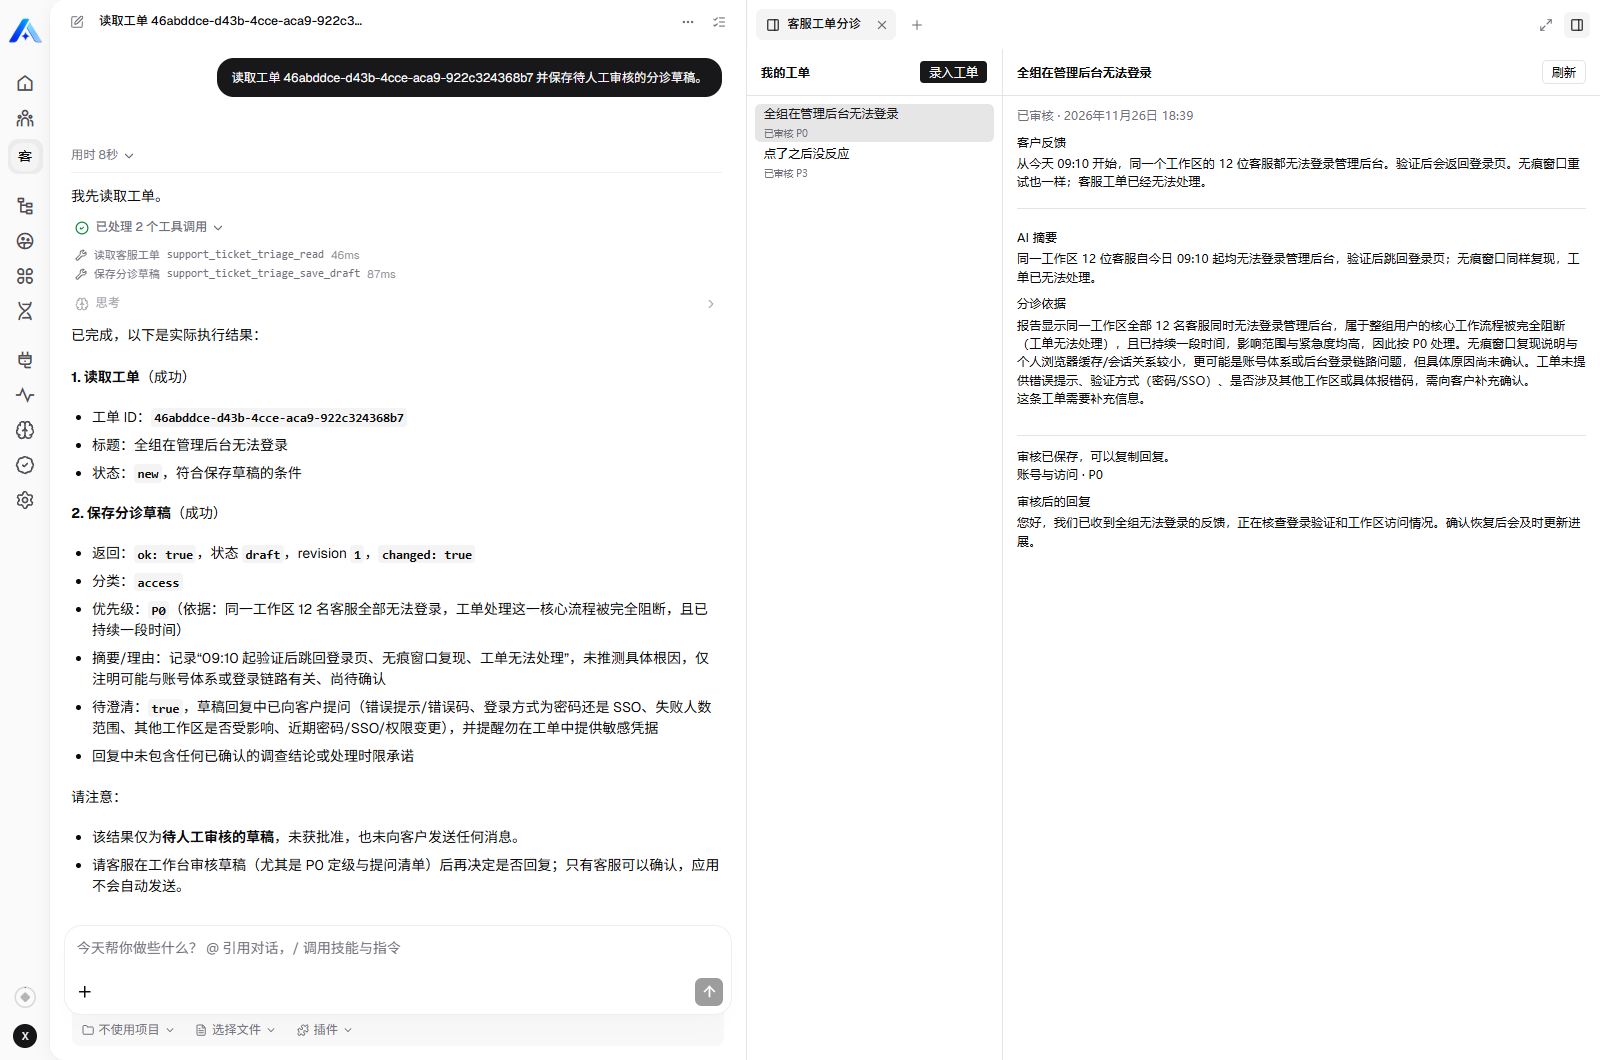 读取工单 46abddce-d43b-4cce-aca9-922c3...
读取工单 46abddce-d43b-4cce-aca9-922c324368b7 并保存待人工审核的分诊草稿。
客
用时 8秒
我先读取工单。
已处理 2 个工具调用
读取客服工单 support_ticket_triage_read 46ms
保存分诊草稿 support_ticket_triage_save_draft 87ms
思考
已完成，以下是实际执行结果：
1. 读取工单（成功）
• 工单 ID： 46abddce-d43b-4cce-aca9-922c324368b7
• 标题：全组在管理后台无法登录
• 状态： new ，符合保存草稿的条件
2. 保存分诊草稿（成功）
• 返回： ok: true ，状态 draft ，revision 1 ， changed: true
• 分类： access
• 优先级： P0 （依据：同一工作区 12 名客服全部无法登录，工单处理这一核心流程被完全阻断，且已
持续一段时间）
• 摘要/理由：记录“09:10 起验证后跳回登录页、无痕窗口复现、工单无法处理”，未推测具体根因，仅
注明可能与账号体系或登录链路有关、尚待确认
• 待澄清： true ，草稿回复中已向客户提问（错误提示/错误码、登录方式为密码还是 SSO、失败人数
范围、其他工作区是否受影响、近期密码/SSO/权限变更），并提醒勿在工单中提供敏感凭据
• 回复中未包含任何已确认的调查结论或处理时限承诺
请注意：
• 该结果仅为待人工审核的草稿，未获批准，也未向客户发送任何消息。
• 请客服在工作台审核草稿（尤其是 P0 定级与提问清单）后再决定是否回复；只有客服可以确认，应用
不会自动发送。
今天帮你做些什么？ @ 引用对话，/ 调用技能与指令
不使用项目 选择文件 插件
X
客服工单分诊
我的工单 录入工单
全组在管理后台无法登录
已审核 P0
点了之后没反应
已审核 P3
全组在管理后台无法登录 刷新
已审核 · 2026年11月26日 18:39
客户反馈
从今天 09:10 开始，同一个工作区的 12 位客服都无法登录管理后台。验证后会返回登录页。无痕窗口重
试也一样；客服工单已经无法处理。
AI 摘要
同一工作区 12 位客服自今日 09:10 起均无法登录管理后台，验证后跳回登录页；无痕窗口同样复现，工
单已无法处理。
分诊依据
报告显示同一工作区全部 12 名客服同时无法登录管理后台，属于整组用户的核心工作流程被完全阻断
（工单无法处理），且已持续一段时间，影响范围与紧急度均高，因此按 P0 处理。无痕窗口复现说明与
个人浏览器缓存/会话关系较小，更可能是账号体系或后台登录链路问题，但具体原因尚未确认。工单未提
供错误提示、验证方式（密码/SSO）、是否涉及其他工作区或具体报错码，需向客户补充确认。
这条工单需要补充信息。
审核已保存，可以复制回复。
账号与访问 · P0
审核后的回复
您好，我们已收到全组无法登录的反馈，正在核查登录验证和工作区访问情况。确认恢复后会及时更新进
展。